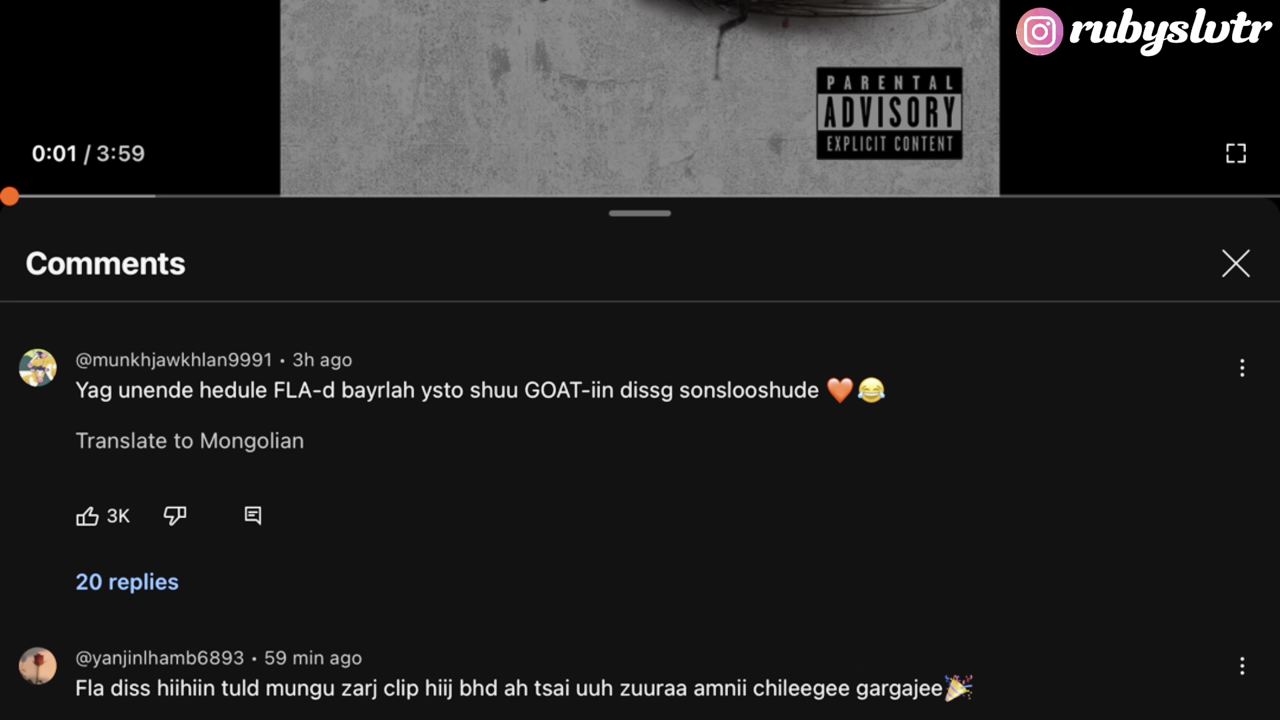 rubyslvtr
PARENTAL
ADVISORY
EXPLICIT CONTENT
0:01 / 3:59
Comments
@munkhjawkhlan9991 • 3h ago
Yag unende hedule FLA-d bayrlah ysto shuu GOAT-iin dissg sonslooshude ❤️😂
Translate to Mongolian
3K
20 replies
@yanjinlhamb6893 • 59 min ago
Fla diss hiihiin tuld mungu zarj clip hiij bhd ah tsai uuh zuuraa amnii chileegee gargajee🎉